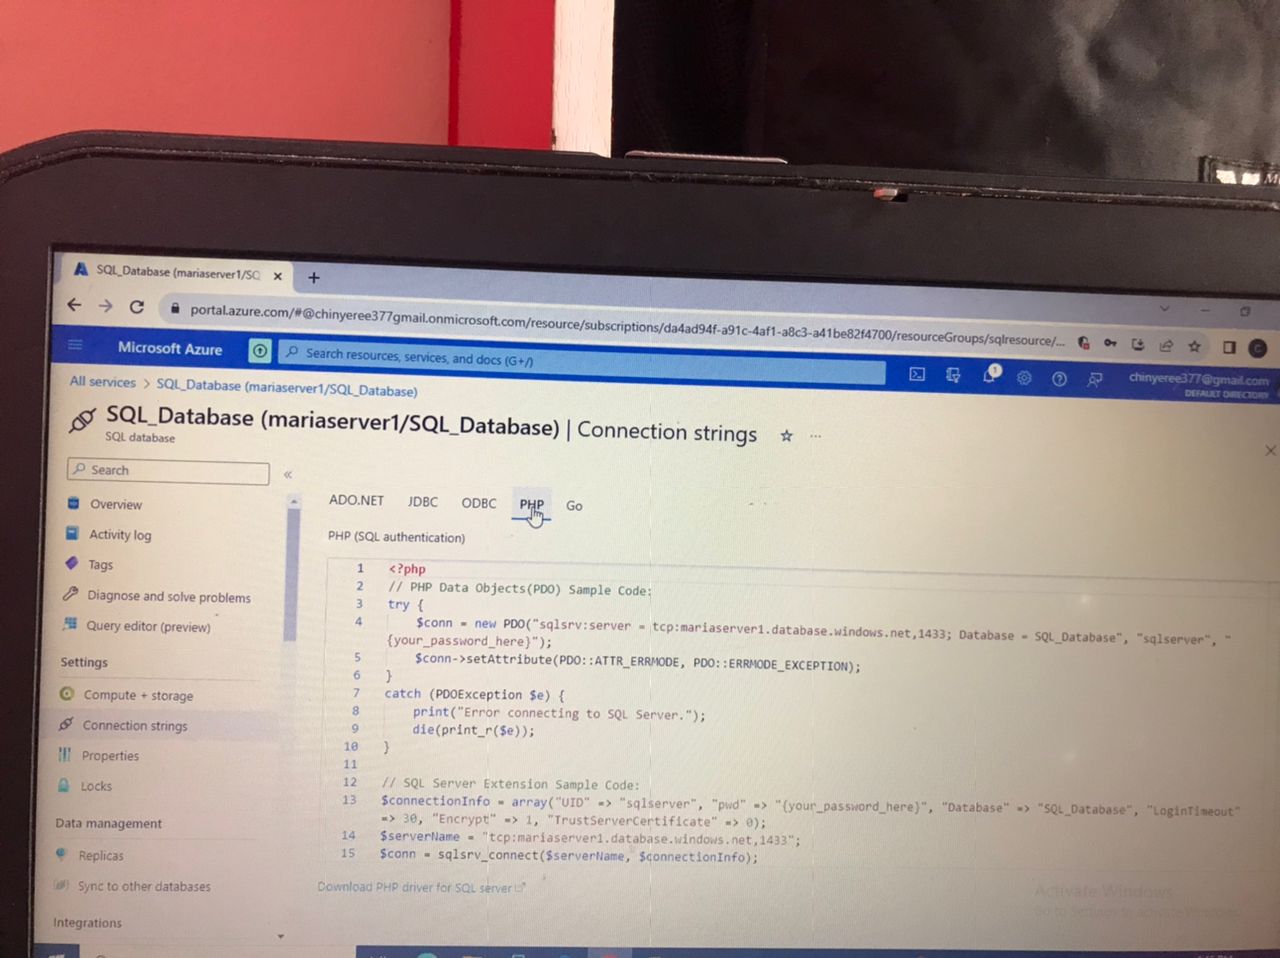 SQL_Database (mariaserver1/SQ
portal.azure.com/#@chinyeree377gmail.onmicrosoft.com/resource/subscriptions/da4ad94f-a91c-4af1-a8c3-a41be82f4700/resourceGroups/sqlresource/...
Microsoft Azure
Search resources, services, and docs (G+/)
1
chinyeree377@gmail.com
DEFAULT DIRECTORY
All services > SQL_Database (mariaserver1/SQL_Database)
SQL_Database (mariaserver1/SQL_Database) | Connection strings
SQL database
Search
Overview
Activity log
Tags
Diagnose and solve problems
Query editor (preview)
Settings
Compute + storage
Connection strings
Properties
Locks
Data management
Replicas
Sync to other databases
Integrations
ADO.NET JDBC ODBC PHP Go
PHP (SQL authentication)
1 <?php
2 // PHP Data Objects(PDO) Sample Code:
3 try {
4 $conn = new PDO("sqlsrv:server = tcp:mariaserver1.database.windows.net,1433; Database = SQL_Database", "sqlserver", "
{your_password_here}");
5 $conn->setAttribute(PDO::ATTR_ERRMODE, PDO::ERRMODE_EXCEPTION);
6 }
7 catch (PDOException $e) {
8 print("Error connecting to SQL Server.");
9 die(print_r($e));
10 }
11
12 // SQL Server Extension Sample Code:
13 $connectionInfo = array("UID" => "sqlserver", "pwd" => "{your_password_here}", "Database" => "SQL_Database", "LoginTimeout"
=> 30, "Encrypt" => 1, "TrustServerCertificate" => 0);
14 $serverName = "tcp:mariaserver1.database.windows.net,1433";
15 $conn = sqlsrv_connect($serverName, $connectionInfo);
Download PHP driver for SQL server
Activate Windows
Go to Settings to activate Windows.